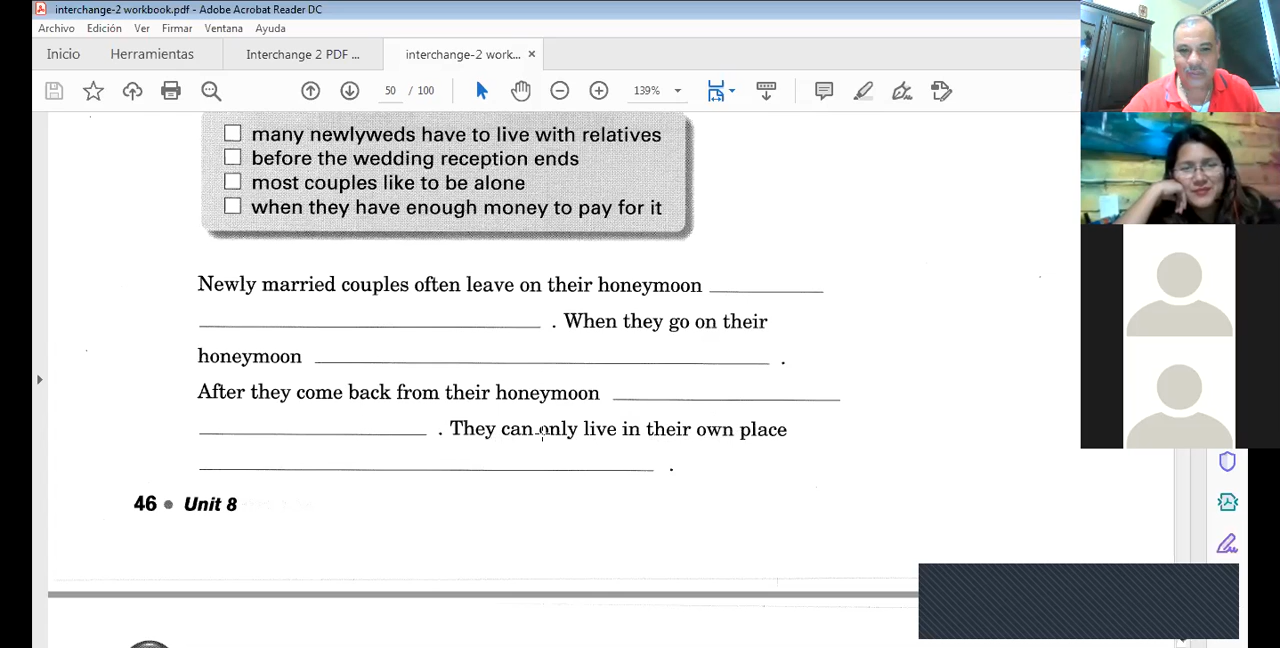 interchange-2 workbook.pdf - Adobe Acrobat Reader DC
Archivo Edición Ver Firmar Ventana Ayuda
Inicio Herramientas Interchange 2 PDF ... interchange-2 work... ×
50 / 100 139%
many newlyweds have to live with relatives
before the wedding reception ends
most couples like to be alone
when they have enough money to pay for it
Newly married couples often leave on their honeymoon
. When they go on their
honeymoon .
After they come back from their honeymoon
. They can only live in their own place
.
46 • Unit 8